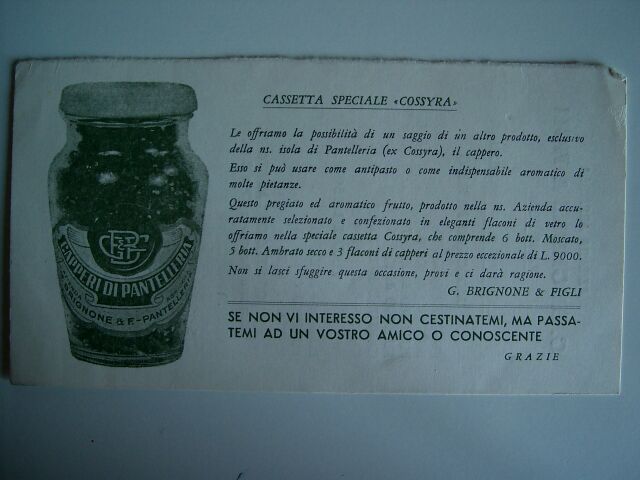 CASSETTA SPECIALE «COSSYRA»
Le offriamo la possibilità di un saggio di un altro prodotto, esclusivo
della ns. isola di Pantelleria (ex Cossyra), il cappero.
Esso si può usare come antipasto o come indispensabile aromatico di
molte pietanze.
Questo pregiato ed aromatico frutto, prodotto nella ns. Azienda accu-
ratamente selezionato e confezionato in eleganti flaconi di vetro lo
offriamo nella speciale cassetta Cossyra, che comprende 6 bott. Moscato,
5 bott. Ambrato secco e 3 flaconi di capperi al prezzo eccezionale di L. 9000.
Non si lasci sfuggire questa occasione, provi e ci darà ragione.
G. BRIGNONE & FIGLI
SE NON VI INTERESSO NON CESTINATEMI, MA PASSA-
TEMI AD UN VOSTRO AMICO O CONOSCENTE
GRAZIE
CAPPERI DI PANTELLERIA
BRIGNONE & F. - PANTELLERIA